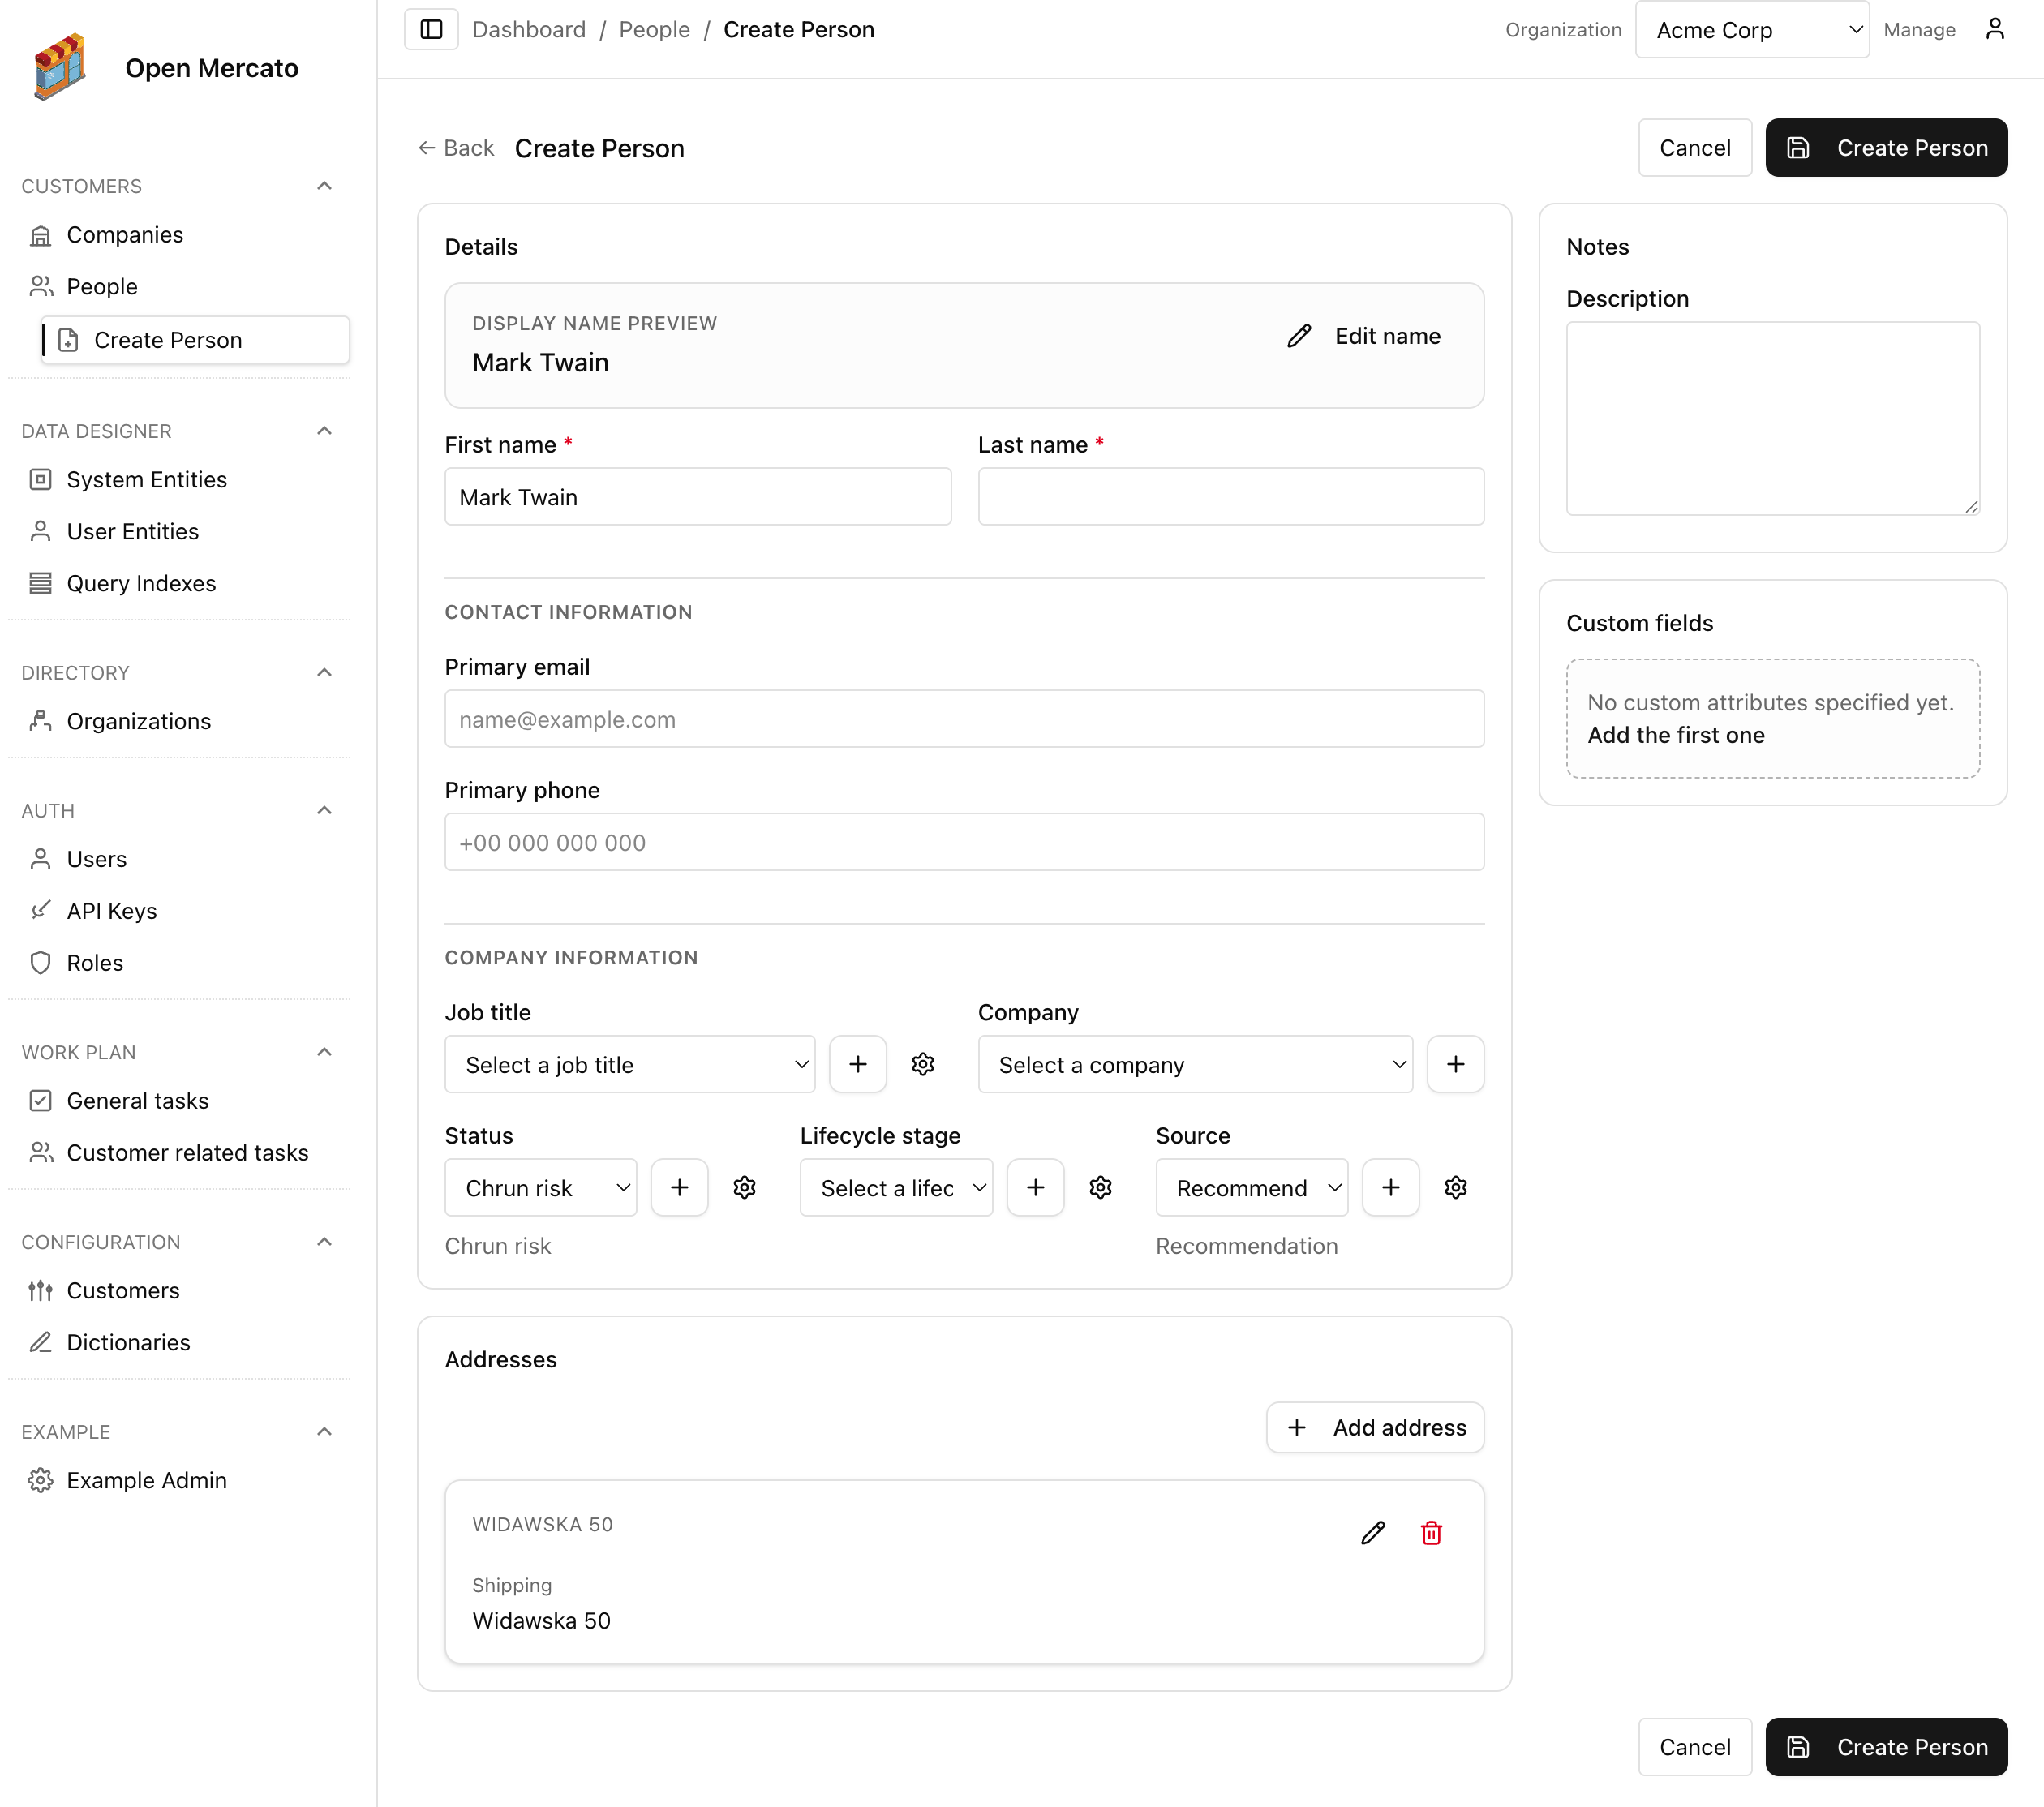 Open Mercato
CUSTOMERS
Companies
People
Create Person
DATA DESIGNER
System Entities
User Entities
Query Indexes
DIRECTORY
Organizations
AUTH
Users
API Keys
Roles
WORK PLAN
General tasks
Customer related tasks
CONFIGURATION
Customers
Dictionaries
EXAMPLE
Example Admin
Dashboard / People / Create Person
Organization Acme Corp Manage
Back Create Person
Cancel Create Person
Details
DISPLAY NAME PREVIEW
Mark Twain
Edit name
First name * Last name *
Mark Twain
CONTACT INFORMATION
Primary email
name@example.com
Primary phone
+00 000 000 000
COMPANY INFORMATION
Job title Company
Select a job title Select a company
Status Lifecycle stage Source
Chrun risk Select a lifec Recommend
Chrun risk Recommendation
Addresses
Add address
WIDAWSKA 50
Shipping
Widawska 50
Notes
Description
Custom fields
No custom attributes specified yet.
Add the first one
Cancel Create Person